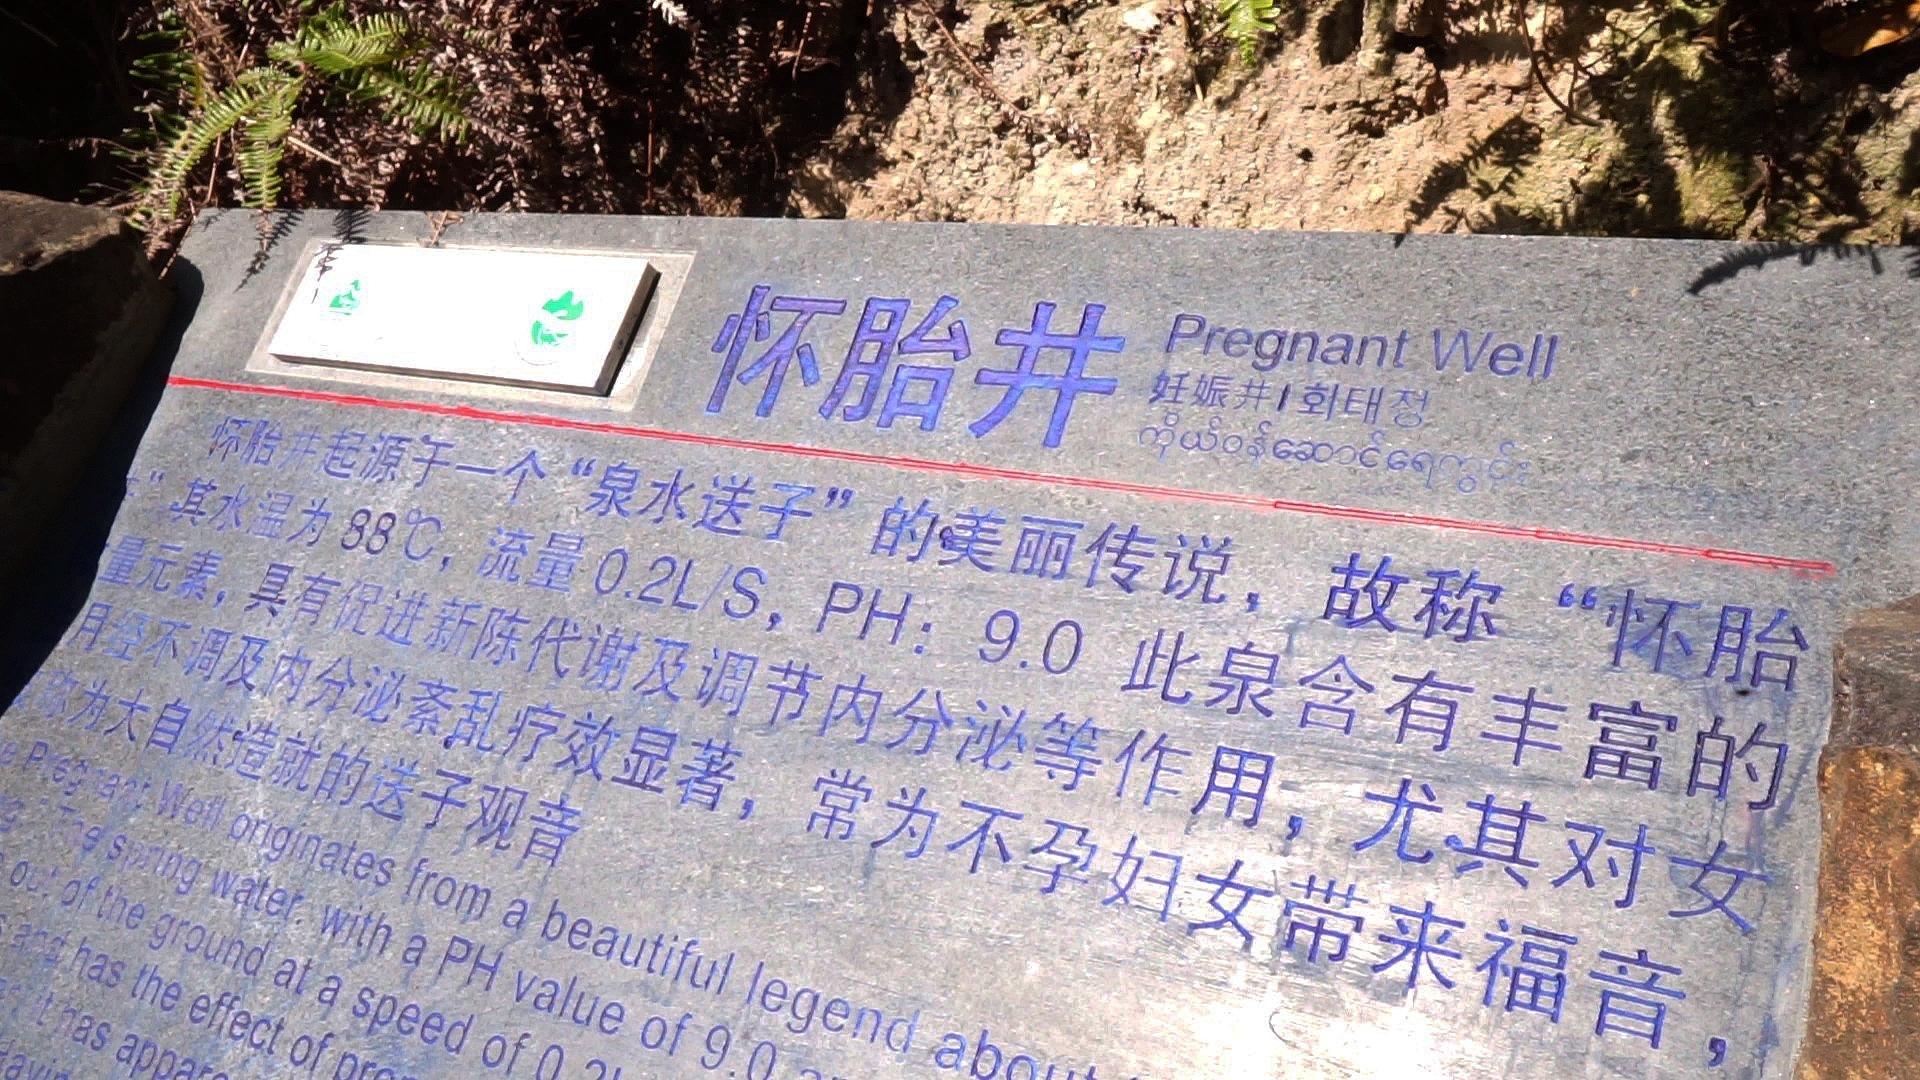 怀胎井
Pregnant Well
妊娠井/회태정
ကိုယ်ဝန်ဆောင်ရေတွင်း
怀胎井起源于一个“泉水送子”的美丽传说，故称“怀胎
”其水温为 88℃，流量 0.2L/S，PH：9.0 此泉含有丰富的
量元素，具有促进新陈代谢及调节内分泌等作用，尤其对女
月经不调及内分泌紊乱疗效显著，常为不孕妇女带来福音，
称为大自然造就的送子观音
Pregnant Well originates from a beautiful legend about
The spring water, with a PH value of 9.0
out of the ground at a speed of 0.2L
and has the effect of
it has